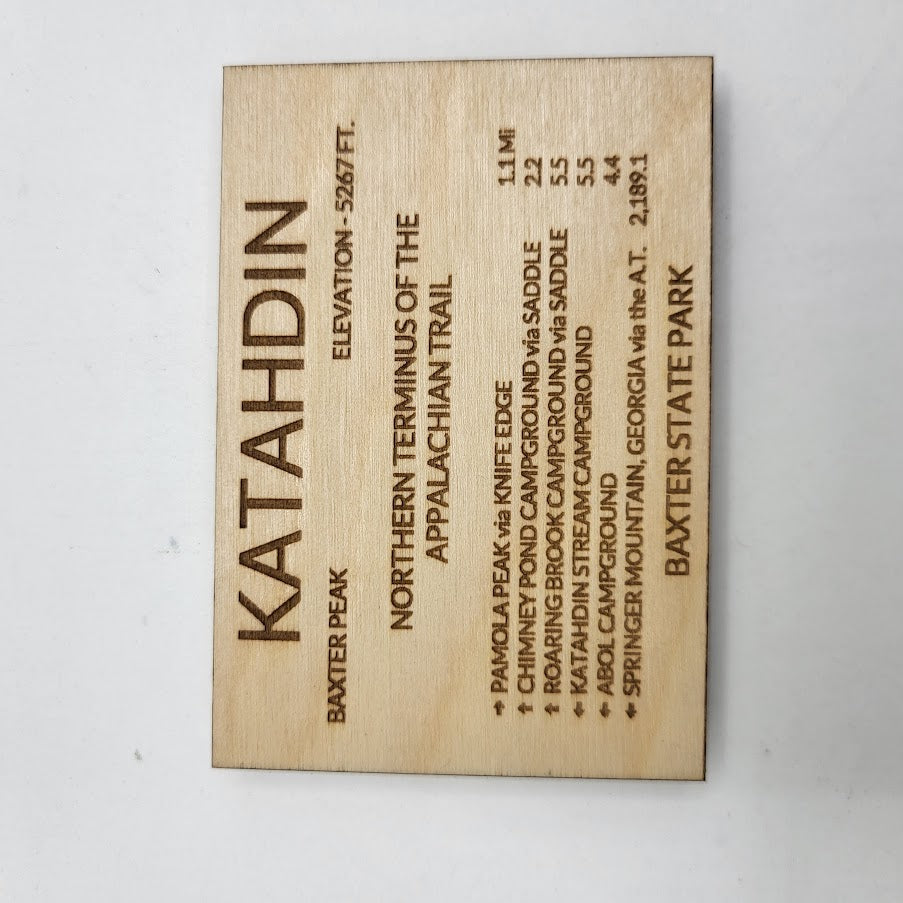 KATAHDIN
BAXTER PEAK ELEVATION - 5267 FT.
NORTHERN TERMINUS OF THE
APPALACHIAN TRAIL
↓ PAMOLA PEAK via KNIFE EDGE 1.1 Mi
→ CHIMNEY POND CAMPGROUND via SADDLE 2.2
→ ROARING BROOK CAMPGROUND via SADDLE 5.5
↑ KATAHDIN STREAM CAMPGROUND 5.5
↑ ABOL CAMPGROUND 4.4
↑ SPRINGER MOUNTAIN, GEORGIA via the A.T. 2,189.1
BAXTER STATE PARK